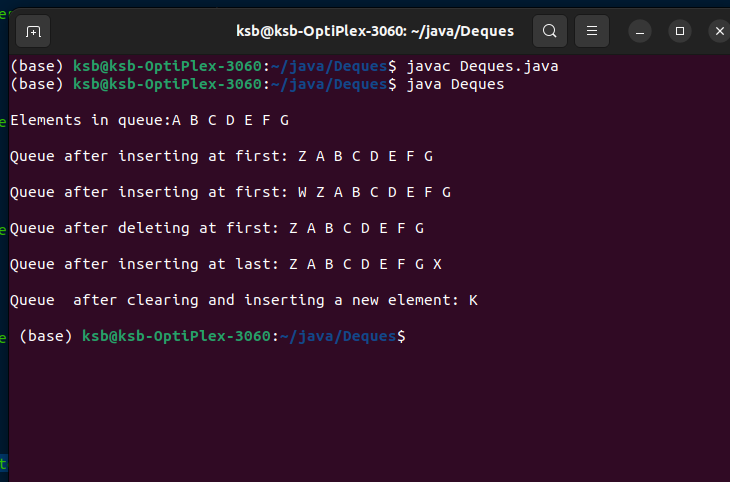 ksb@ksb-OptiPlex-3060: ~/java/Deques
(base) ksb@ksb-OptiPlex-3060:~/java/Deques$ javac Deques.java
(base) ksb@ksb-OptiPlex-3060:~/java/Deques$ java Deques
Elements in queue:A B C D E F G
Queue after inserting at first: Z A B C D E F G
Queue after inserting at first: W Z A B C D E F G
Queue after deleting at first: Z A B C D E F G
Queue after inserting at last: Z A B C D E F G X
Queue  after clearing and inserting a new element: K
 (base) ksb@ksb-OptiPlex-3060:~/java/Deques$